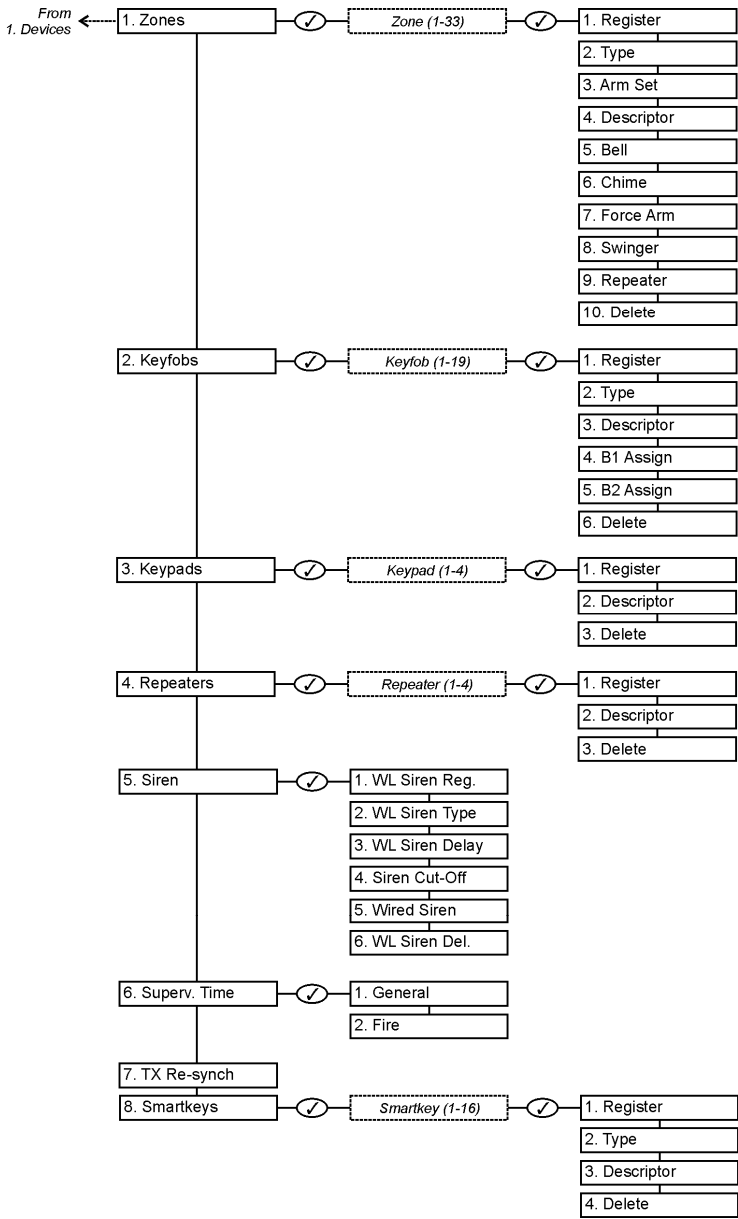 From
1. Devices
1. Zones
Zone (1-33)
1. Register
2. Type
3. Arm Set
4. Descriptor
5. Bell
6. Chime
7. Force Arm
8. Swinger
9. Repeater
10. Delete
2. Keyfobs
Keyfob (1-19)
1. Register
2. Type
3. Descriptor
4. B1 Assign
5. B2 Assign
6. Delete
3. Keypads
Keypad (1-4)
1. Register
2. Descriptor
3. Delete
4. Repeaters
Repeater (1-4)
1. Register
2. Descriptor
3. Delete
5. Siren
1. WL Siren Reg.
2. WL Siren Type
3. WL Siren Delay
4. Siren Cut-Off
5. Wired Siren
6. WL Siren Del.
6. Superv. Time
1. General
2. Fire
7. TX Re-synch
8. Smartkeys
Smartkey (1-16)
1. Register
2. Type
3. Descriptor
4. Delete